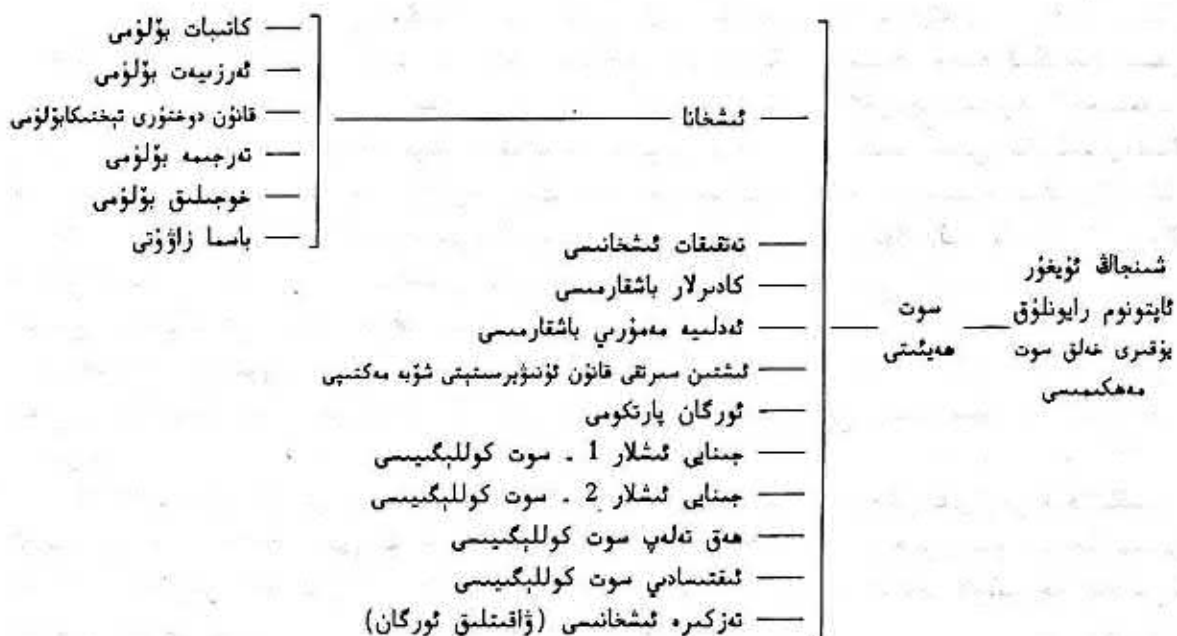 شىنجاڭ ئۇيغۇر
ئاپتونوم رايونلۇق
يۇقىرى خەلق سوت
مەھكىمىسى
سوت
ھەيئىتى
ئىشخانا
كاتىبات بۆلۈمى
ئەرزىيەت بۆلۈمى
قانۇن دوختۇرى تېخنىكابۆلۈمى
تەرجىمە بۆلۈمى
خوجىلىق بۆلۈمى
باسما زاۋۇتى
تەتقىقات ئىشخانىسى
كادىرلار باشقارمىسى
ئەدلىيە مەمۇرىي باشقارمىسى
ئىشتىن سىرتقى قانۇن ئۇنىۋېرسىتېتى شۆبە مەكتىپى
ئورگان پارتكومى
جىنايى ئىشلار 1 ـ سوت كوللېگىيىسى
جىنايى ئىشلار 2 ـ سوت كوللېگىيىسى
ھەق تەلەپ سوت كوللېگىيىسى
ئىقتىسادىي سوت كوللېگىيىسى
تەزكىرە ئىشخانىسى (ۋاقىتلىق ئورگان)